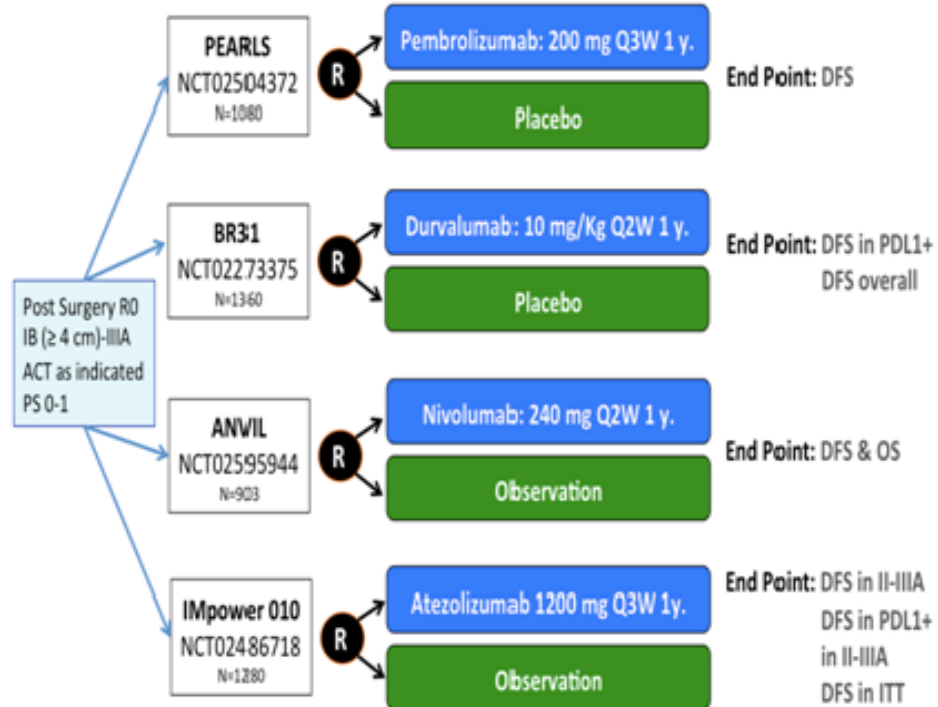 Post Surgery R0
IB (≥ 4 cm)-IIIA
ACT as indicated
PS 0-1
PEARLS
NCT02504372
N=1080
R
Pembrolizumab: 200 mg Q3W 1 y.
Placebo
End Point: DFS
BR31
NCT02273375
N=1360
R
Durvalumab: 10 mg/Kg Q2W 1 y.
Placebo
End Point: DFS in PDL1+
DFS overall
ANVIL
NCT02595944
N=903
R
Nivolumab: 240 mg Q2W 1 y.
Observation
End Point: DFS & OS
IMpower 010
NCT02486718
N=1280
R
Atezolizumab 1200 mg Q3W 1y.
Observation
End Point: DFS in II-IIIA
DFS in PDL1+
in II-IIIA
DFS in ITT